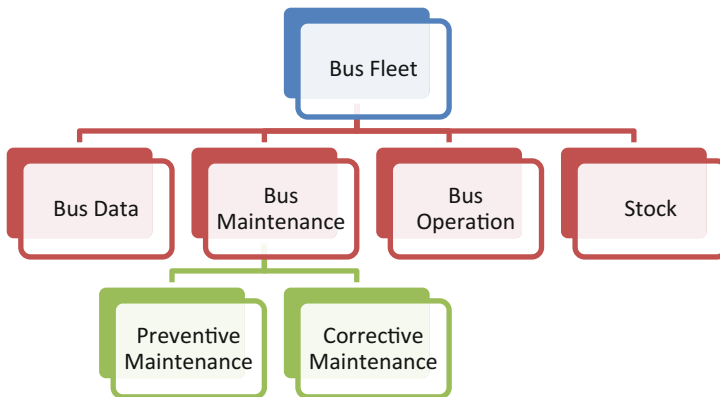 Bus Fleet
Bus Data
Bus
Maintenance
Bus
Operation
Stock
Preventive
Maintenance
Corrective
Maintenance